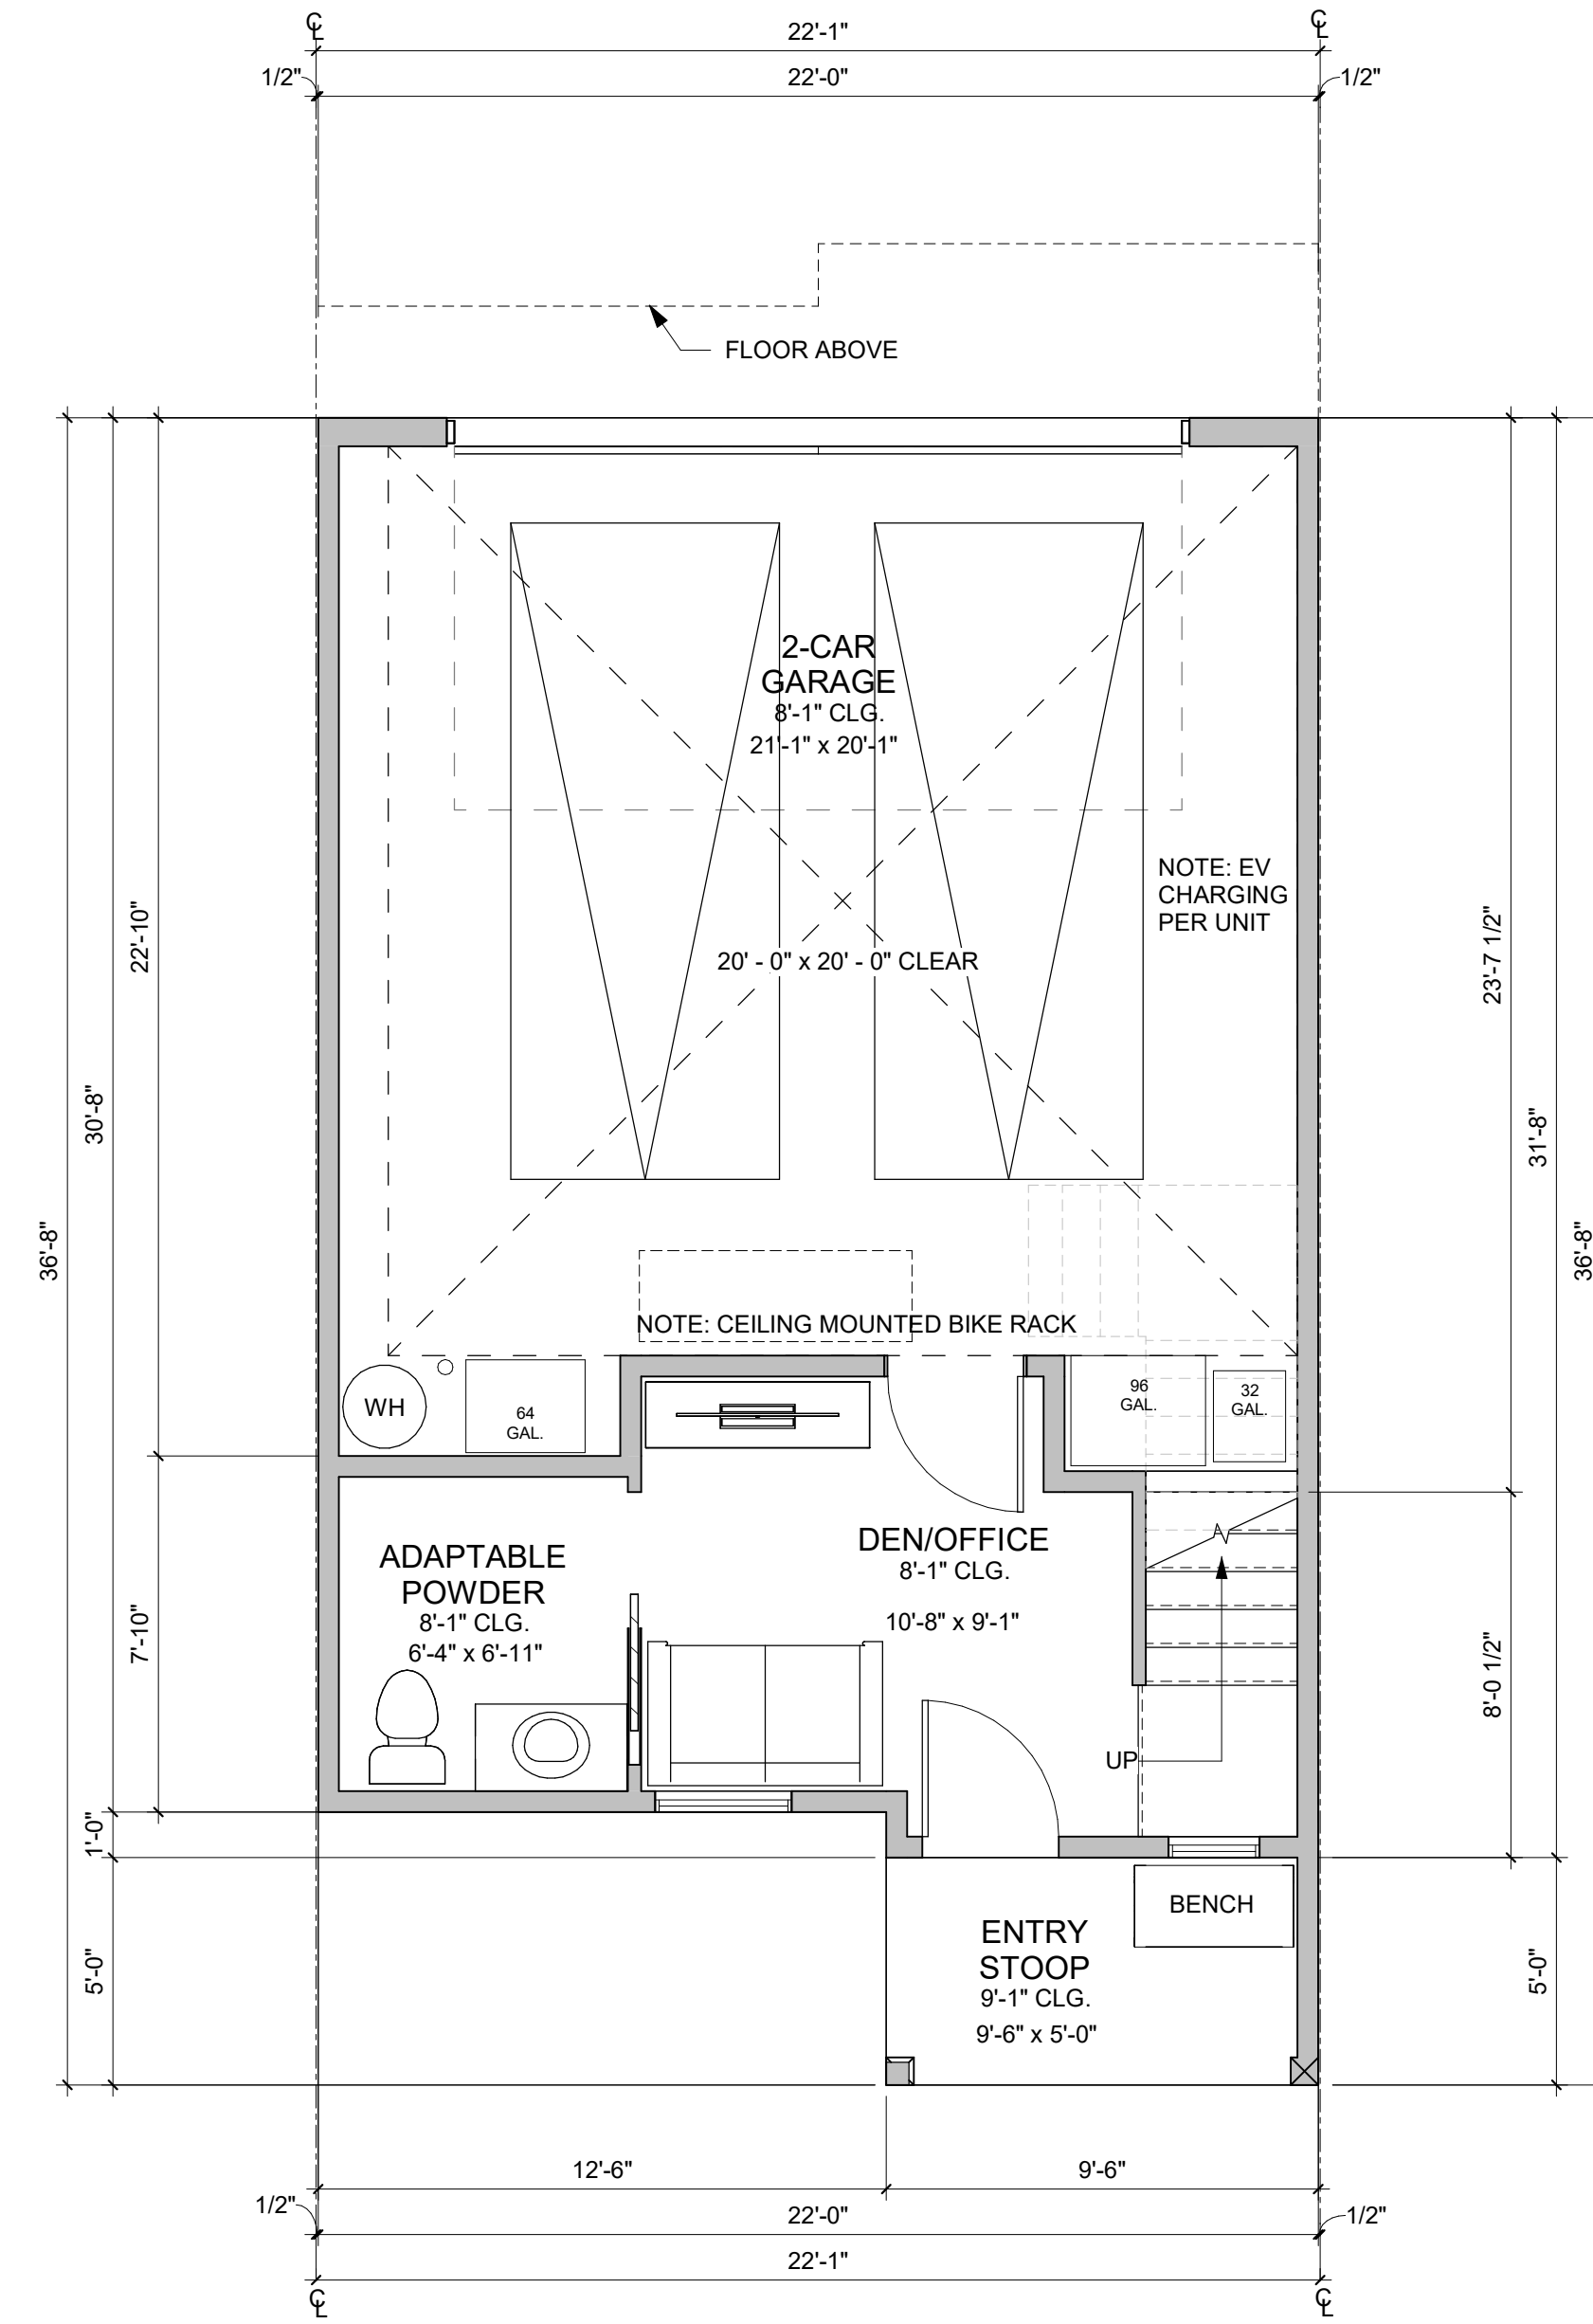 ℄ ℄
22'-1"
1/2" 22'-0" 1/2"
FLOOR ABOVE
2-CAR
GARAGE
8'-1" CLG.
21'-1" x 20'-1"
NOTE: EV
CHARGING
PER UNIT
20' - 0" x 20' - 0" CLEAR
22'-10"
23'-7 1/2"
30'-8"
31'-8"
36'-8"
36'-8"
NOTE: CEILING MOUNTED BIKE RACK
WH
64
GAL.
96
GAL.
32
GAL.
ADAPTABLE
POWDER
8'-1" CLG.
6'-4" x 6'-11"
DEN/OFFICE
8'-1" CLG.
10'-8" x 9'-1"
7'-10"
8'-0 1/2"
UP
1'-0"
BENCH
ENTRY
STOOP
9'-1" CLG.
9'-6" x 5'-0"
5'-0"
5'-0"
12'-6" 9'-6"
1/2" 22'-0" 1/2"
22'-1"
℄ ℄